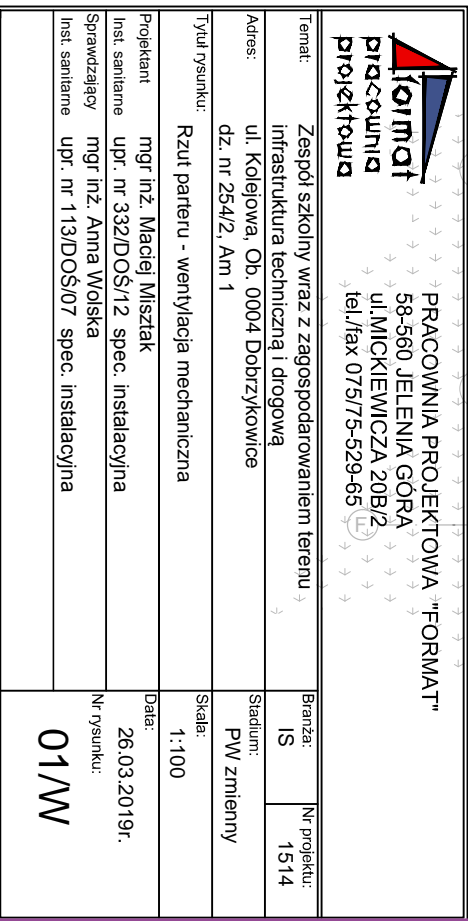 format
pracownia
projektowa
PRACOWNIA PROJEKTOWA "FORMAT"
58-560 JELENIA GÓRA
ul.MICKIEWICZA 20B/2
tel./fax 075/75-529-65
F
Temat:
Zespół szkolny wraz z zagospodarowaniem terenu
infrastruktura techniczną i drogową
Branża:
IS
Nr projektu:
1514
Adres:
ul. Kolejowa, Ob. 0004 Dobrzykowice
dz. nr 254/2, Am 1
Stadium:
PW zmienny
Tytuł rysunku:
Rzut parteru - wentylacja mechaniczna
Skala:
1:100
Projektant
Inst. sanitarne
mgr inż. Maciej Misztak
upr. nr 332/DOŚ/12 spec. instalacyjna
Data:
26.03.2019r.
Sprawdzający
Inst. sanitarne
mgr inż. Anna Wolska
upr. nr 113/DOŚ/07 spec. instalacyjna
Nr rysunku:
01/W